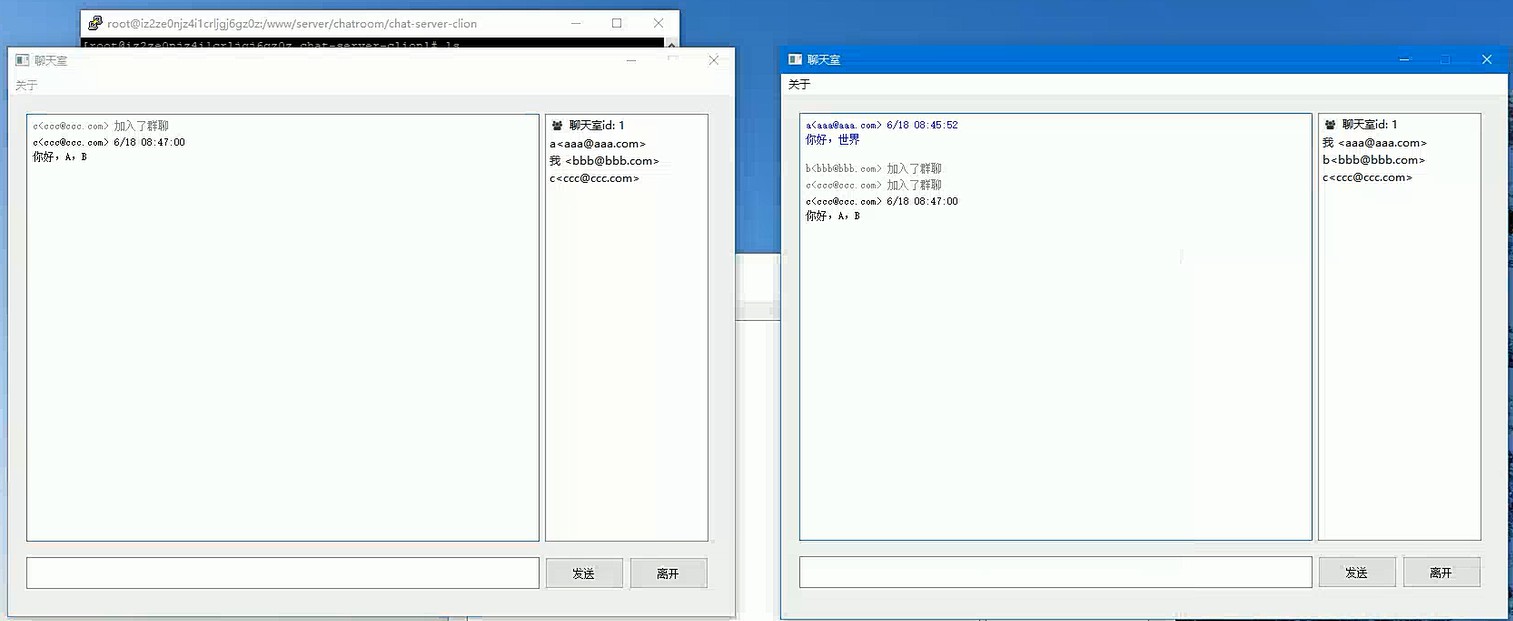 root@iz2ze0njz4i1crljgj6gz0z:/www/server/chatroom/chat-server-clion
[root@iz2ze0njz4i1crljgj6gz0z chat-server-clion]# ls
聊天室
关于
c<ccc@ccc.com> 加入了群聊
c<ccc@ccc.com> 6/18 08:47:00
你好，A，B
聊天室id: 1
a<aaa@aaa.com>
我 <bbb@bbb.com>
c<ccc@ccc.com>
发送
离开
聊天室
关于
a<aaa@aaa.com> 6/18 08:45:52
你好，世界
b<bbb@bbb.com> 加入了群聊
c<ccc@ccc.com> 加入了群聊
c<ccc@ccc.com> 6/18 08:47:00
你好，A，B
聊天室id: 1
我 <aaa@aaa.com>
b<bbb@bbb.com>
c<ccc@ccc.com>
发送
离开